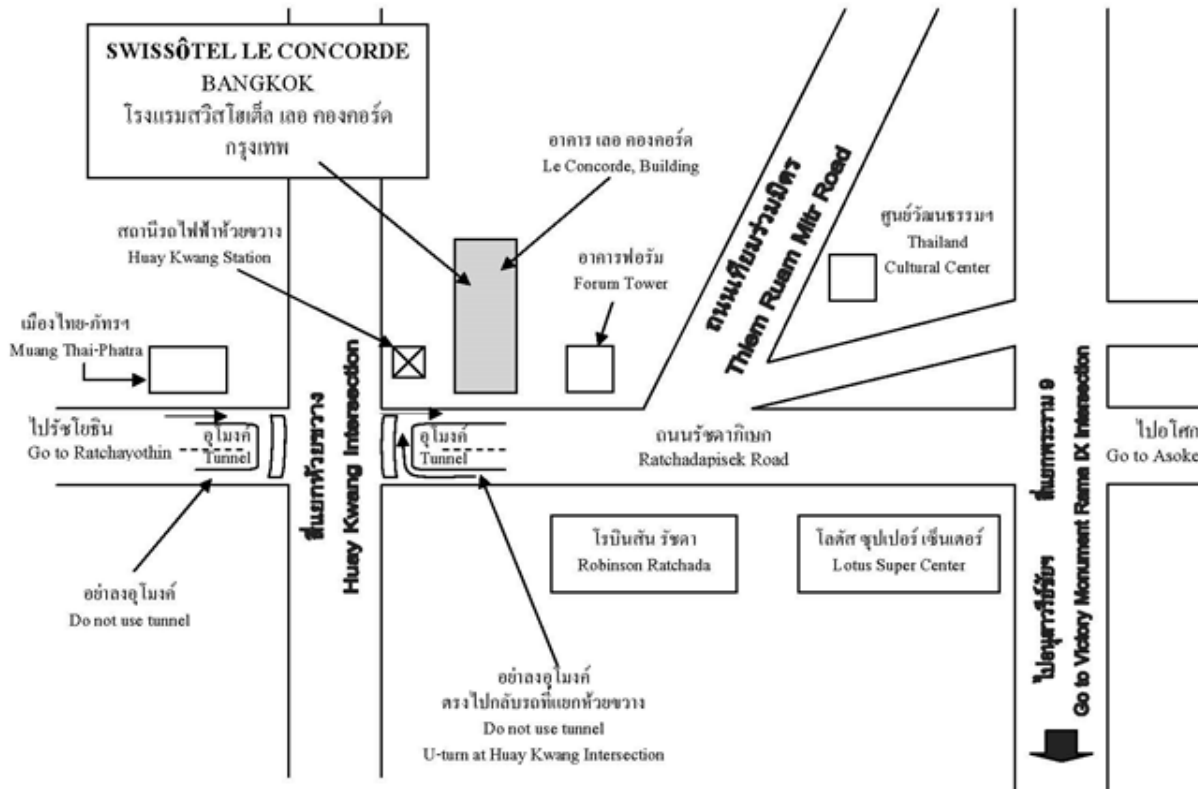 SWISSÔTEL LE CONCORDE
BANGKOK
โรงแรมสวิสโฮเต็ล เลอ คองคอร์ด
กรุงเทพ
อาคาร เลอ คองคอร์ด
Le Concorde, Building
ถนนเทียมร่วมมิตร
Thiem Ruam Mitr Road
ศูนย์วัฒนธรรมฯ
Thailand
Cultural Center
สถานีรถไฟฟ้าห้วยขวาง
Huay Kwang Station
อาคารฟอรัม
Forum Tower
เมืองไทย-ภัทรฯ
Muang Thai-Phatra
ไปรัชโยธิน
Go to Ratchayothin
อุโมงค์
Tunnel
สี่แยกห้วยขวาง
Huay Kwang Intersection
อุโมงค์
Tunnel
ถนนรัชดาภิเษก
Ratchadapisek Road
สี่แยกพระราม 9
ไปอนุสาวรีย์ชัยฯ
Go to Victory Monument Rama IX Intersection
ไปอโศก
Go to Asoke
โรบินสัน รัชดา
Robinson Ratchada
โลตัส ซุปเปอร์ เซ็นเตอร์
Lotus Super Center
อย่าลงอุโมงค์
Do not use tunnel
อย่าลงอุโมงค์
ตรงไปกลับรถที่แยกห้วยขวาง
Do not use tunnel
U-turn at Huay Kwang Intersection